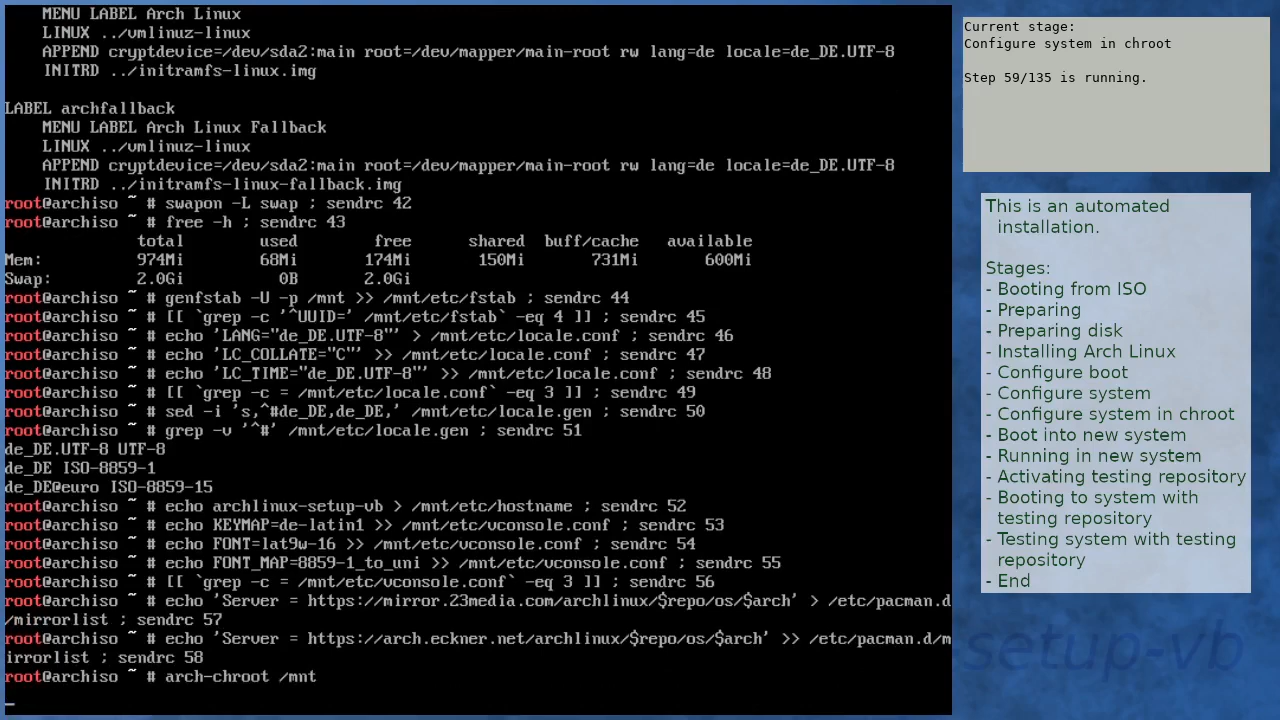 MENU LABEL Arch Linux
LINUX ../vmlinuz-linux
APPEND cryptdevice=/dev/sda2:main root=/dev/mapper/main-root rw lang=de locale=de_DE.UTF-8
INITRD ../initramfs-linux.img
LABEL archfallback
MENU LABEL Arch Linux Fallback
LINUX ../vmlinuz-linux
APPEND cryptdevice=/dev/sda2:main root=/dev/mapper/main-root rw lang=de locale=de_DE.UTF-8
INITRD ../initramfs-linux-fallback.img
root@archiso ~ # swapon -L swap ; sendrc 42
root@archiso ~ # free -h ; sendrc 43
total used free shared buff/cache available
Mem: 974Mi 68Mi 174Mi 150Mi 731Mi 600Mi
Swap: 2.0Gi 0B 2.0Gi
root@archiso ~ # genfstab -U -p /mnt >> /mnt/etc/fstab ; sendrc 44
root@archiso ~ # [[ `grep -c '^UUID=' /mnt/etc/fstab` -eq 4 ]] ; sendrc 45
root@archiso ~ # echo 'LANG="de_DE.UTF-8"' > /mnt/etc/locale.conf ; sendrc 46
root@archiso ~ # echo 'LC_COLLATE="C"' >> /mnt/etc/locale.conf ; sendrc 47
root@archiso ~ # echo 'LC_TIME="de_DE.UTF-8"' >> /mnt/etc/locale.conf ; sendrc 48
root@archiso ~ # [[ `grep -c = /mnt/etc/locale.conf` -eq 3 ]] ; sendrc 49
root@archiso ~ # sed -i 's,^#de_DE,de_DE,' /mnt/etc/locale.gen ; sendrc 50
root@archiso ~ # grep -v '^#' /mnt/etc/locale.gen ; sendrc 51
de_DE.UTF-8 UTF-8
de_DE ISO-8859-1
de_DE@euro ISO-8859-15
root@archiso ~ # echo archlinux-setup-vb > /mnt/etc/hostname ; sendrc 52
root@archiso ~ # echo KEYMAP=de-latin1 >> /mnt/etc/vconsole.conf ; sendrc 53
root@archiso ~ # echo FONT=lat9w-16 >> /mnt/etc/vconsole.conf ; sendrc 54
root@archiso ~ # echo FONT_MAP=8859-1_to_uni >> /mnt/etc/vconsole.conf ; sendrc 55
root@archiso ~ # [[ `grep -c = /mnt/etc/vconsole.conf` -eq 3 ]] ; sendrc 56
root@archiso ~ # echo 'Server = https://mirror.23media.com/archlinux/$repo/os/$arch' > /etc/pacman.d
/mirrorlist ; sendrc 57
root@archiso ~ # echo 'Server = https://arch.eckner.net/archlinux/$repo/os/$arch' >> /etc/pacman.d/m
irrorlist ; sendrc 58
root@archiso ~ # arch-chroot /mnt
_
Current stage:
Configure system in chroot
Step 59/135 is running.
This is an automated
installation.
Stages:
- Booting from ISO
- Preparing
- Preparing disk
- Installing Arch Linux
- Configure boot
- Configure system
- Configure system in chroot
- Boot into new system
- Running in new system
- Activating testing repository
- Booting to system with
testing repository
- Testing system with testing
repository
- End
setup-vb